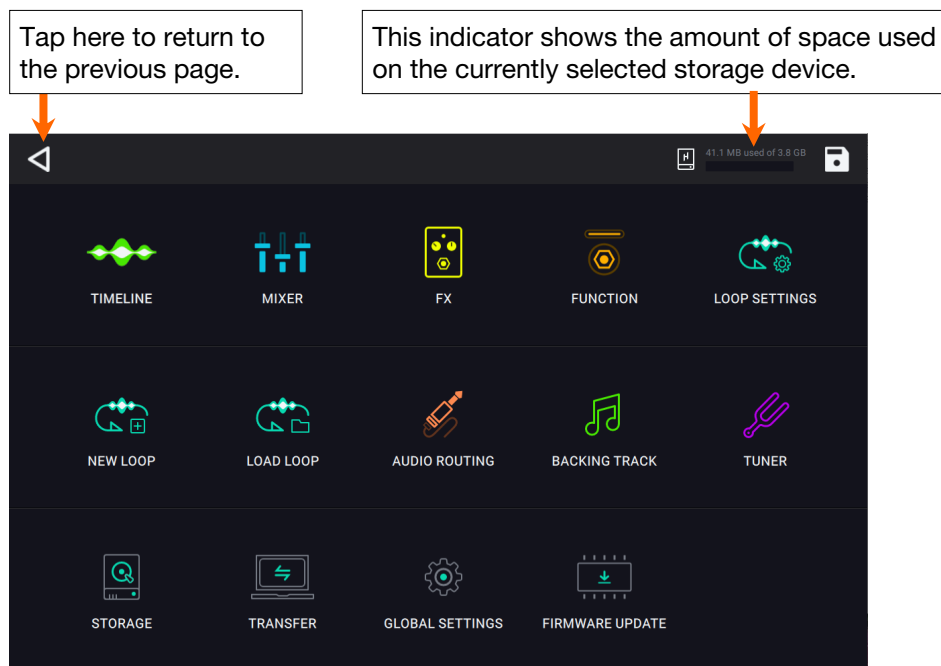 Tap here to return to
the previous page.
This indicator shows the amount of space used
on the currently selected storage device.
41.1 MB used of 3.8 GB
TIMELINE
MIXER
FX
FUNCTION
LOOP SETTINGS
NEW LOOP
LOAD LOOP
AUDIO ROUTING
BACKING TRACK
TUNER
STORAGE
TRANSFER
GLOBAL SETTINGS
FIRMWARE UPDATE